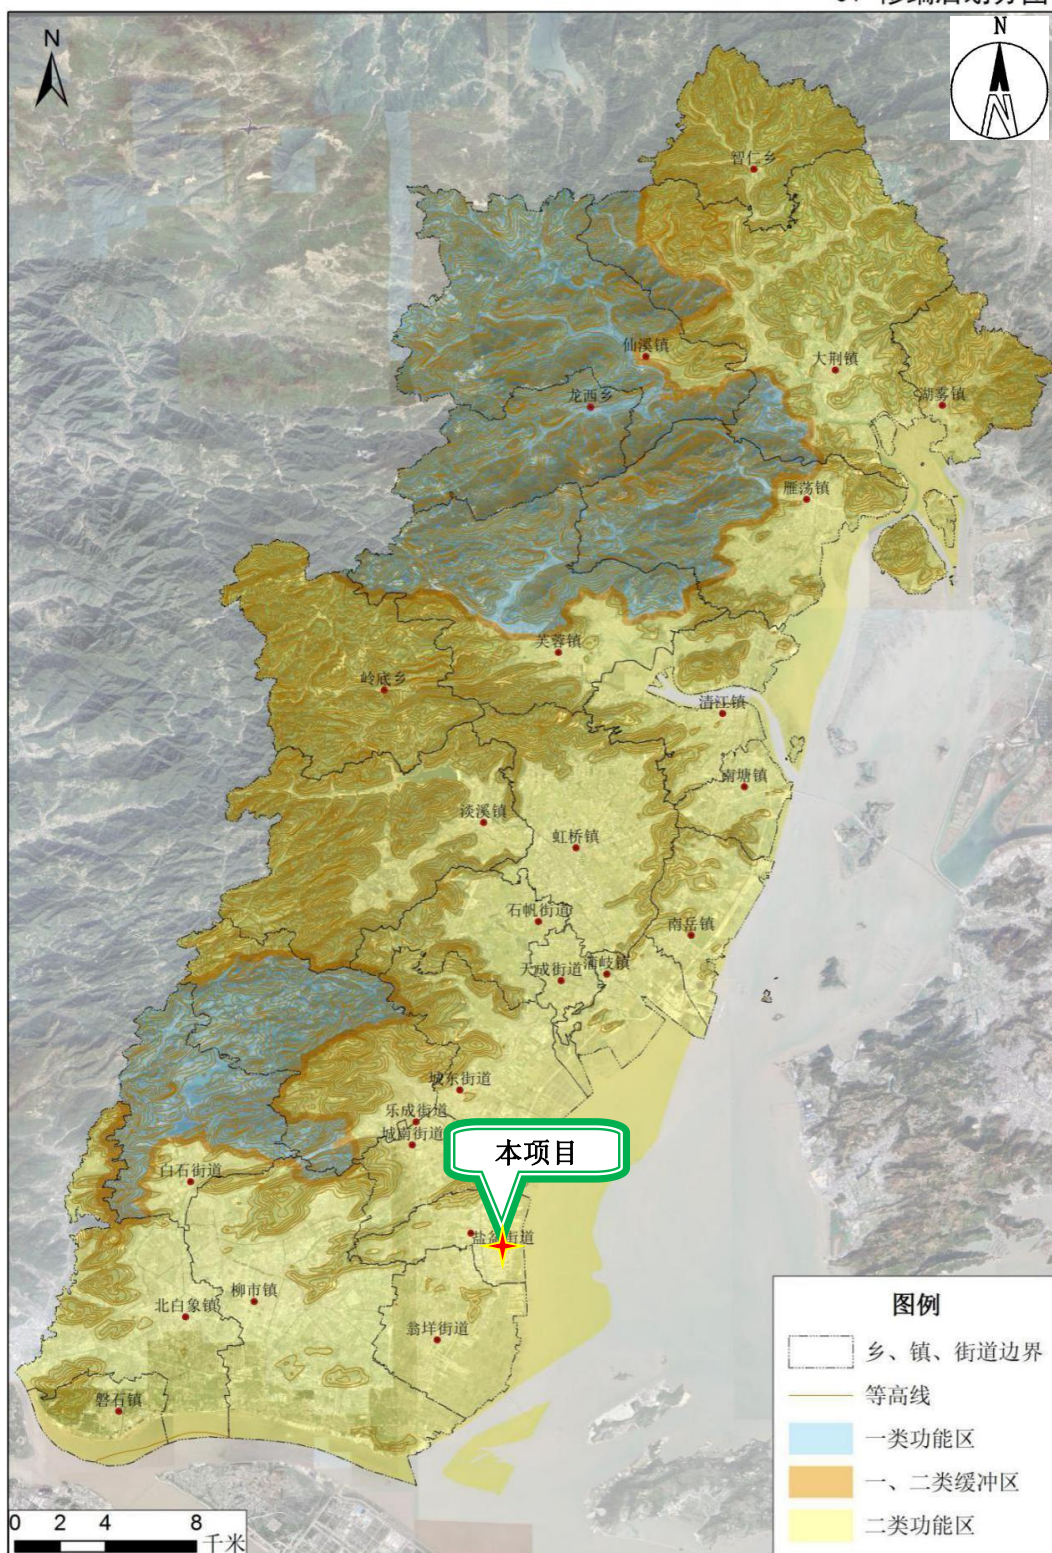 N
N
智仁乡
仙溪镇
大荆镇
龙西乡
湖雾镇
雁荡镇
芙蓉镇
岭底乡
清江镇
南塘镇
淡溪镇
虹桥镇
石帆街道
南岳镇
天成街道
蒲岐镇
城东街道
乐成街道
城南街道
本项目
白石街道
盐盆街道
柳市镇
北白象镇
翁垟街道
磐石镇
图例
乡、镇、街道边界
等高线
一类功能区
一、二类缓冲区
二类功能区
0 2 4 8
千米